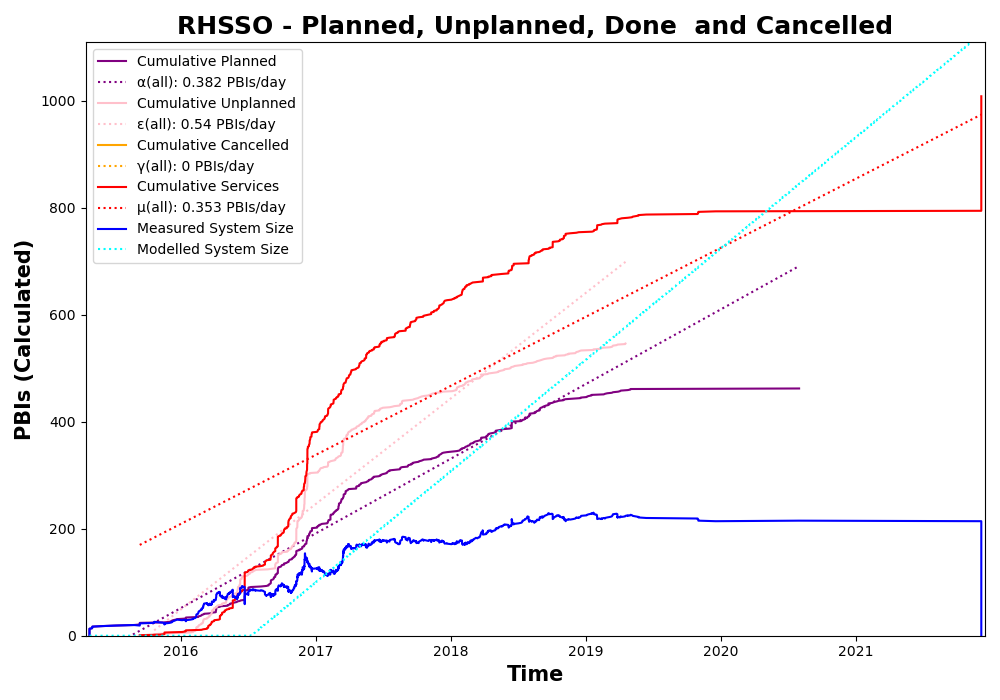 RHSSO - Planned, Unplanned, Done  and Cancelled
Cumulative Planned
α(all): 0.382 PBIs/day
Cumulative Unplanned
ε(all): 0.54 PBIs/day
Cumulative Cancelled
γ(all): 0 PBIs/day
Cumulative Services
μ(all): 0.353 PBIs/day
Measured System Size
Modelled System Size
PBIs (Calculated)
1000
800
600
400
200
0
2016 2017 2018 2019 2020 2021
Time